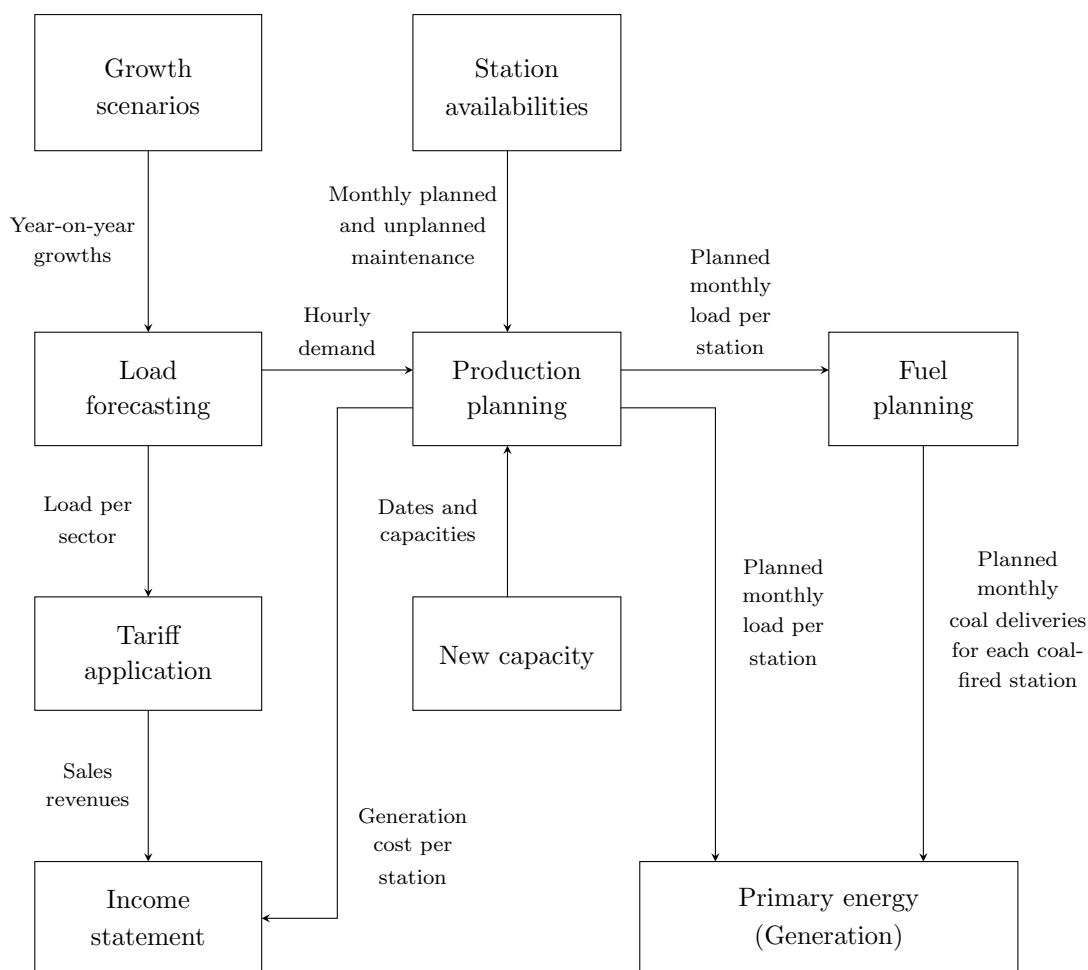 Growth
scenarios
Station
availabilities
Year-on-year
growths
Monthly planned
and unplanned
maintenance
Planned
monthly
load per
station
Hourly
demand
Load
forecasting
Production
planning
Fuel
planning
Load per
sector
Dates and
capacities
Planned
monthly
load per
station
Planned
monthly
coal deliveries
for each coal-
fired station
Tariff
application
New capacity
Sales
revenues
Generation
cost per
station
Income
statement
Primary energy
(Generation)